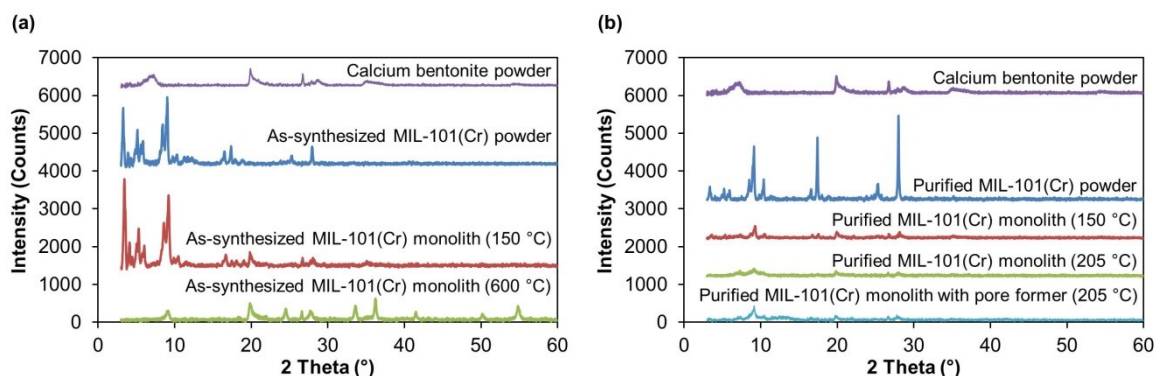 (a)
7000
6000
5000
4000
3000
2000
1000
0
Intensity (Counts)
Calcium bentonite powder
As-synthesized MIL-101(Cr) powder
As-synthesized MIL-101(Cr) monolith (150 °C)
As-synthesized MIL-101(Cr) monolith (600 °C)
0 10 20 30 40 50 60
2 Theta (°)
(b)
7000
6000
5000
4000
3000
2000
1000
0
Intensity (Counts)
Calcium bentonite powder
Purified MIL-101(Cr) powder
Purified MIL-101(Cr) monolith (150 °C)
Purified MIL-101(Cr) monolith (205 °C)
Purified MIL-101(Cr) monolith with pore former (205 °C)
0 10 20 30 40 50 60
2 Theta (°)